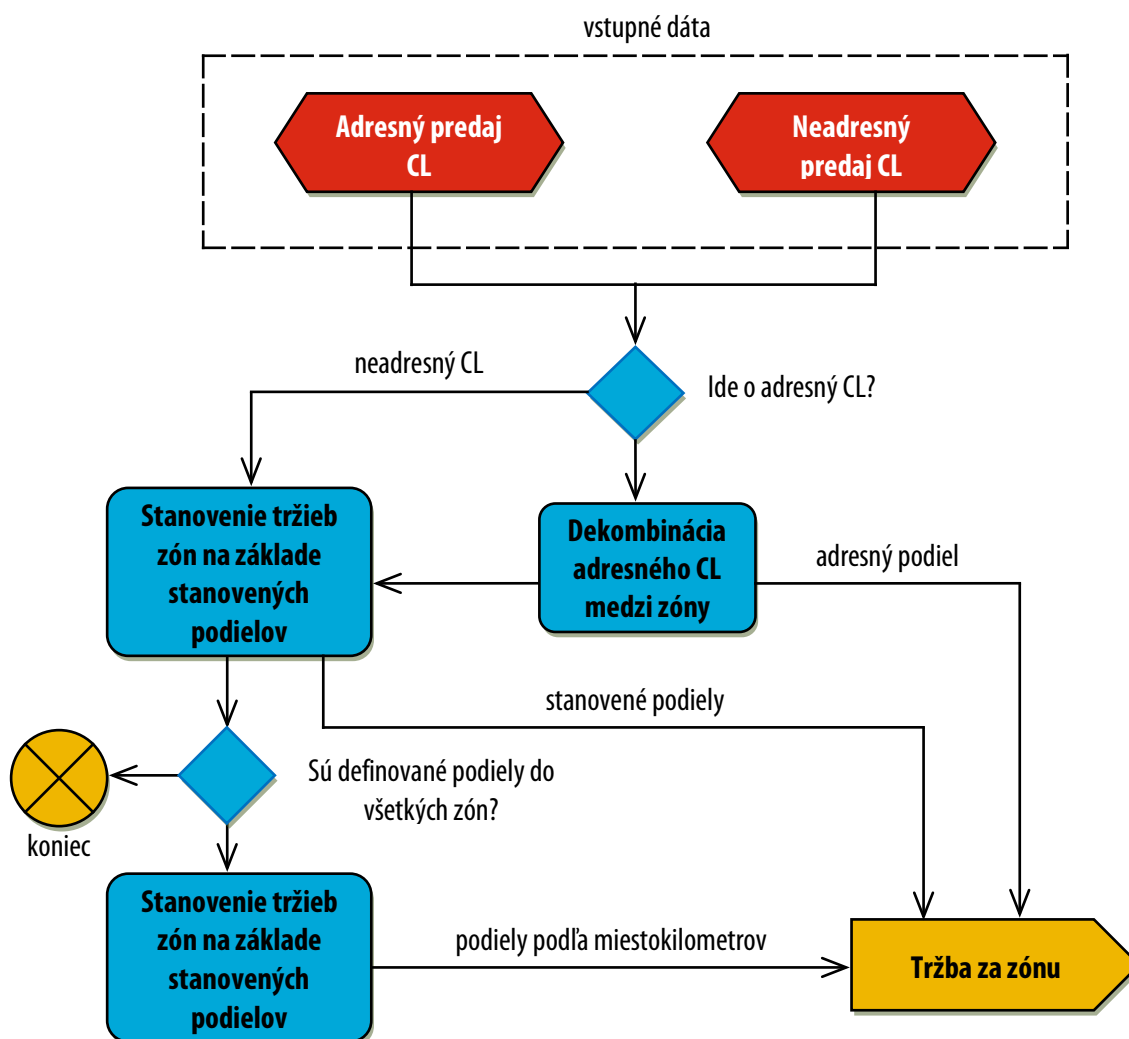 vstupné dáta
Adresný predaj
CL
Neadresný
predaj CL
neadresný CL
Ide o adresný CL?
Stanovenie tržieb
zón na základe
stanovených
podielov
Dekombinácia
adresného CL
medzi zóny
adresný podiel
stanovené podiely
Sú definované podiely do
všetkých zón?
koniec
Stanovenie tržieb
zón na základe
stanovených
podielov
podiely podľa miestokilometrov
Tržba za zónu